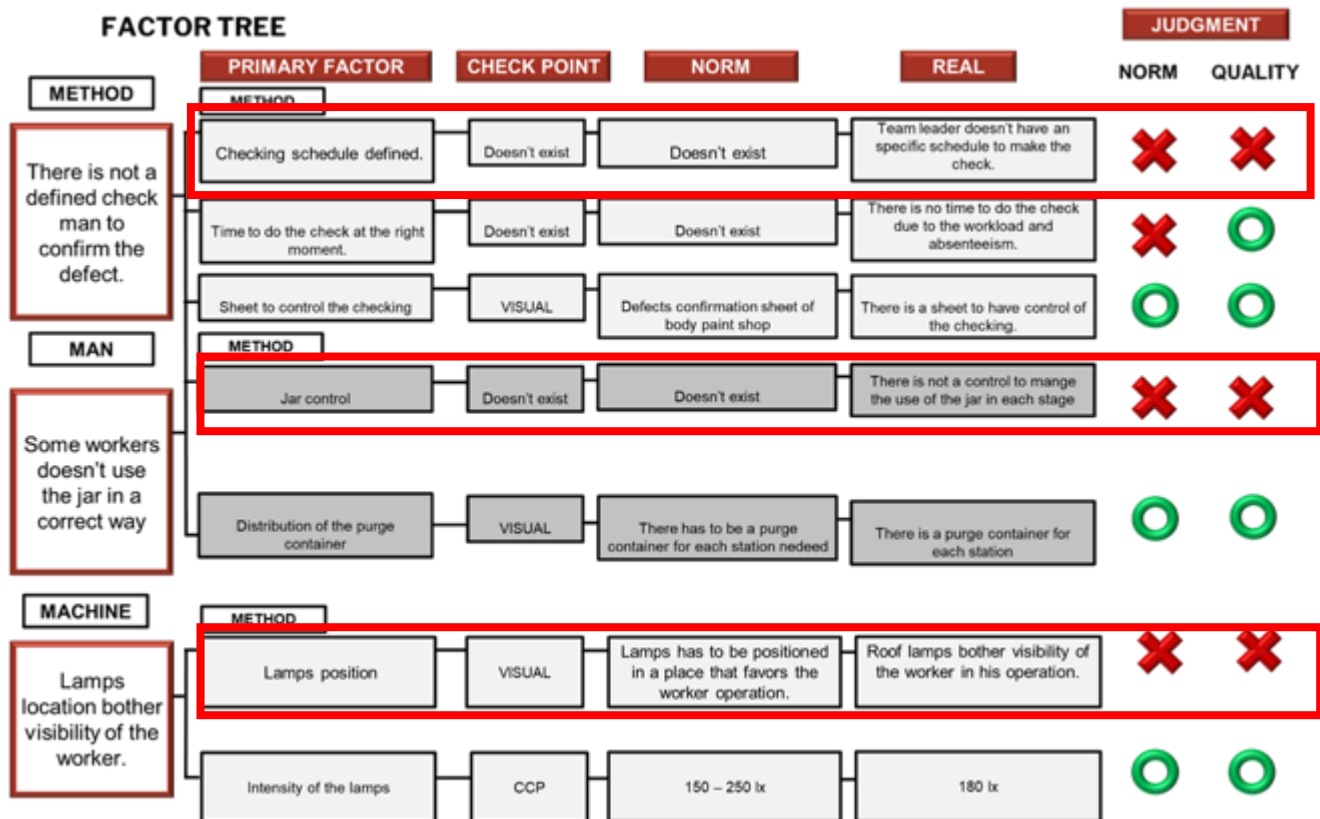 FACTOR TREE
JUDGMENT
PRIMARY FACTOR
CHECK POINT
NORM
REAL
NORM
QUALITY
METHOD
METHOD
There is not a
defined check
man to
confirm the
defect.
Checking schedule defined.
Doesn't exist
Doesn't exist
Team leader doesn't have an
specific schedule to make the
check.
Time to do the check at the right
moment.
Doesn't exist
Doesn't exist
There is no time to do the check
due to the workload and
absenteeism.
Sheet to control the checking
VISUAL
Defects confirmation sheet of
body paint shop
There is a sheet to have control of
the checking.
MAN
METHOD
Some workers
doesn't use
the jar in a
correct way
Jar control
Doesn't exist
Doesn't exist
There is not a control to mange
the use of the jar in each stage
Distribution of the purge
container
VISUAL
There has to be a purge
container for each station nedeed
There is a purge container for
each station
MACHINE
METHOD
Lamps
location bother
visibility of the
worker.
Lamps position
VISUAL
Lamps has to be positioned
in a place that favors the
worker operation.
Roof lamps bother visibility of
the worker in his operation.
Intensity of the lamps
CCP
150 – 250 lx
180 lx